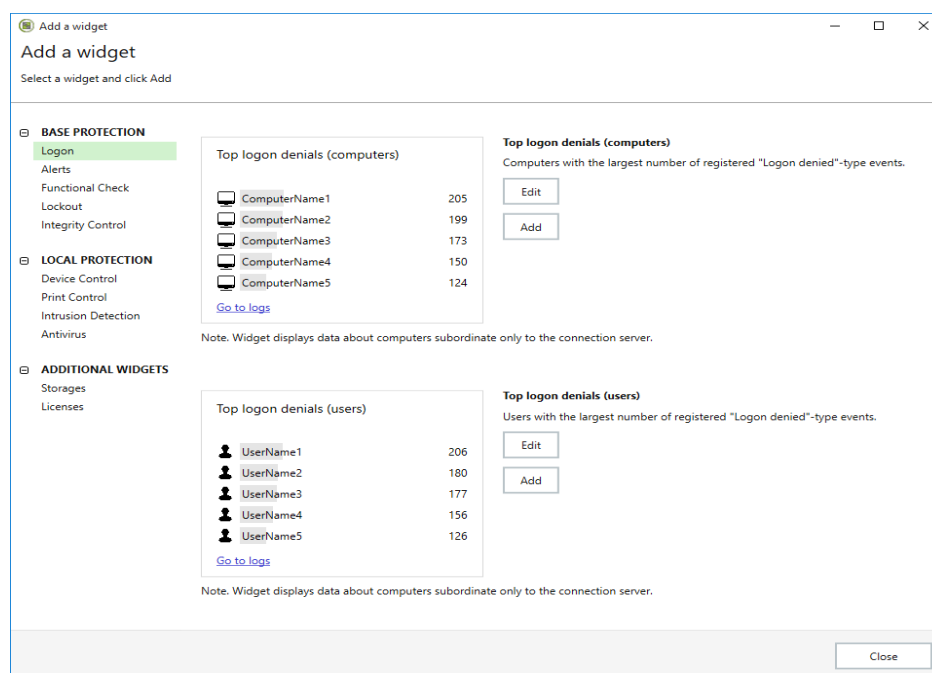 Add a widget
Add a widget
Select a widget and click Add
BASE PROTECTION
Logon
Alerts
Functional Check
Lockout
Integrity Control
LOCAL PROTECTION
Device Control
Print Control
Intrusion Detection
Antivirus
ADDITIONAL WIDGETS
Storages
Licenses
Top logon denials (computers)
ComputerName1 205
ComputerName2 199
ComputerName3 173
ComputerName4 150
ComputerName5 124
Go to logs
Top logon denials (computers)
Computers with the largest number of registered "Logon denied"-type events.
Edit
Add
Note. Widget displays data about computers subordinate only to the connection server.
Top logon denials (users)
UserName1 206
UserName2 180
UserName3 177
UserName4 156
UserName5 126
Go to logs
Top logon denials (users)
Users with the largest number of registered "Logon denied"-type events.
Edit
Add
Note. Widget displays data about computers subordinate only to the connection server.
Close